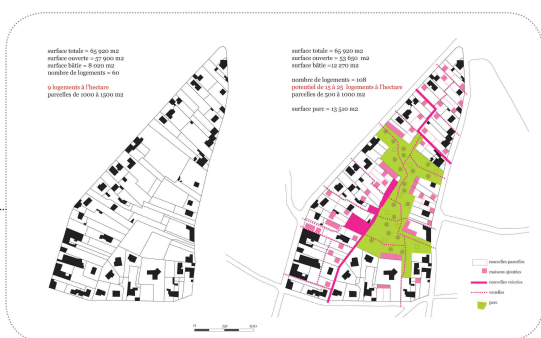 surface totale = 65 920 m2
surface ouverte = 57 900 m2
surface bâtie = 8 020 m2
nombre de logements = 60
9 logements à l'hectare
parcelles de 1000 à 1500 m2
surface totale = 65 920 m2
surface ouverte = 53 650 m2
surface bâtie =12 270 m2
nombre de logements = 108
potentiel de 15 à 25 logements à l'hectare
parcelles de 500 à 1000 m2
surface parc = 13 510 m2
nouvelles parcelles
maisons ajoutées
nouvelles voieries
venelles
parc
0 50 100